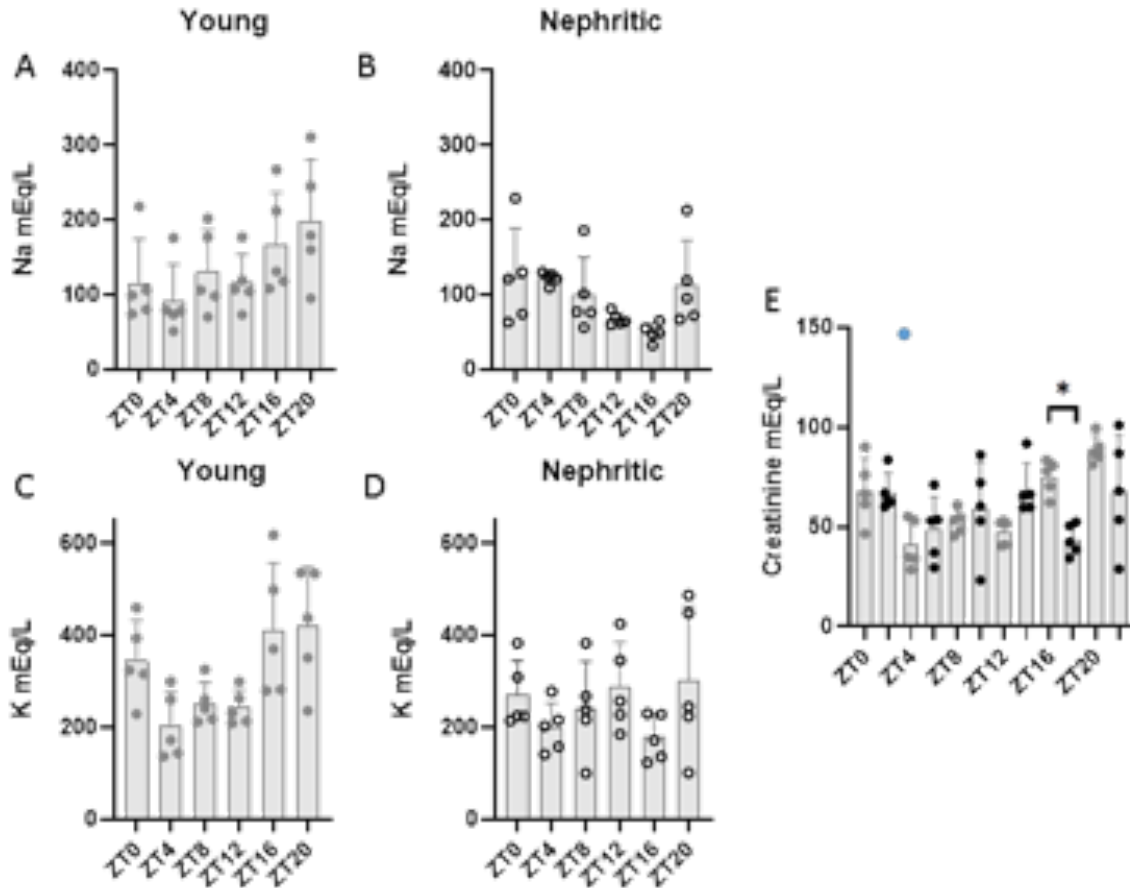 Young
Nephritic
A
B
400
300
200
100
0
Na mEq/L
ZT0
ZT4
ZT8
ZT12
ZT16
ZT20
400
300
200
100
0
Na mEq/L
ZT0
ZT4
ZT8
ZT12
ZT16
ZT20
Young
Nephritic
C
D
600
400
200
0
K mEq/L
ZT0
ZT4
ZT8
ZT12
ZT16
ZT20
600
400
200
0
K mEq/L
ZT0
ZT4
ZT8
ZT12
ZT16
ZT20
E
150
100
50
0
Creatinine mEq/L
*
ZT0
ZT4
ZT8
ZT12
ZT16
ZT20